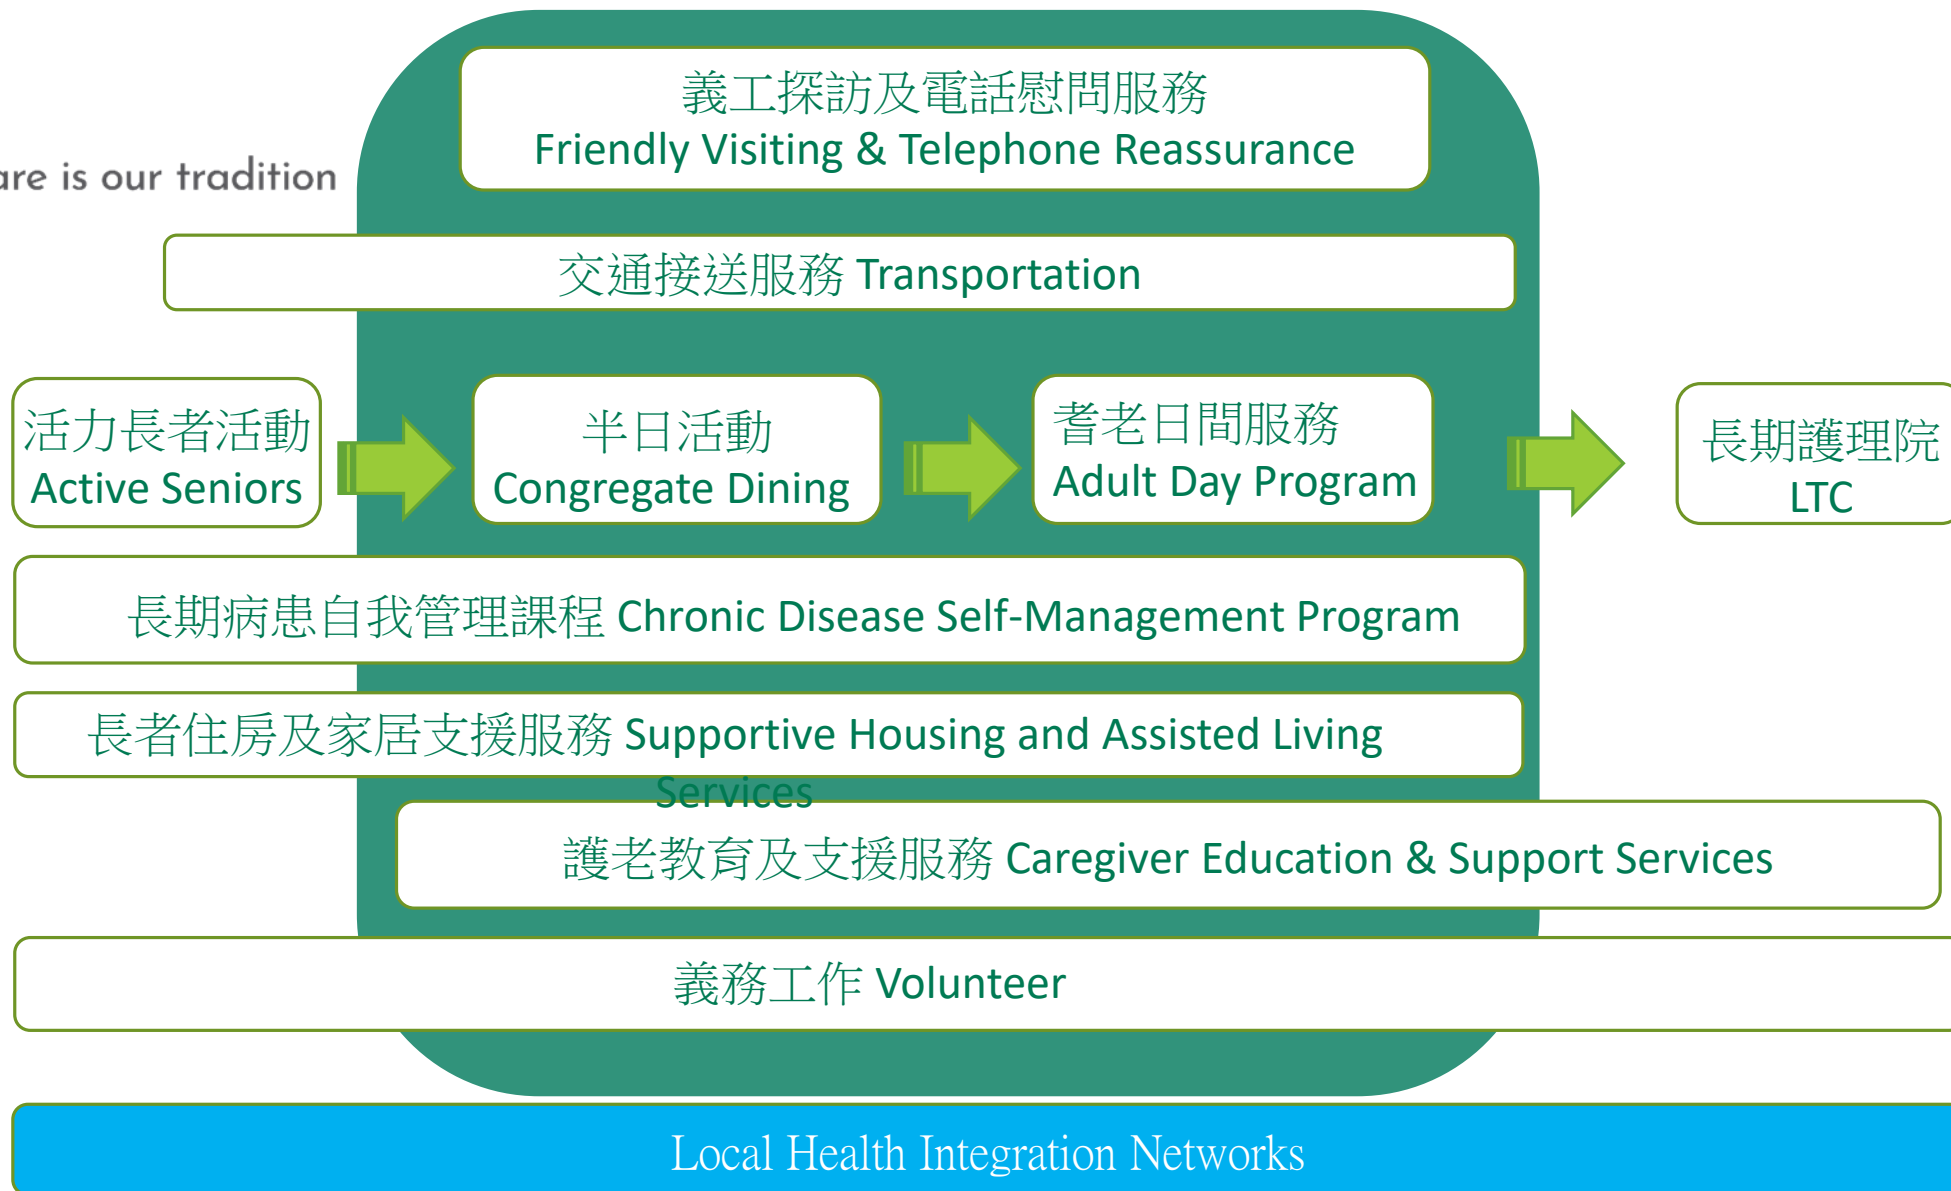 義工探訪及電話慰問服務
Friendly Visiting & Telephone Reassurance
are is our tradition
交通接送服務 Transportation
活力長者活動
Active Seniors
半日活動
Congregate Dining
耆老日間服務
Adult Day Program
長期護理院
LTC
長期病患自我管理課程 Chronic Disease Self-Management Program
長者住房及家居支援服務 Supportive Housing and Assisted Living
Services
護老教育及支援服務 Caregiver Education & Support Services
義務工作 Volunteer
Local Health Integration Networks